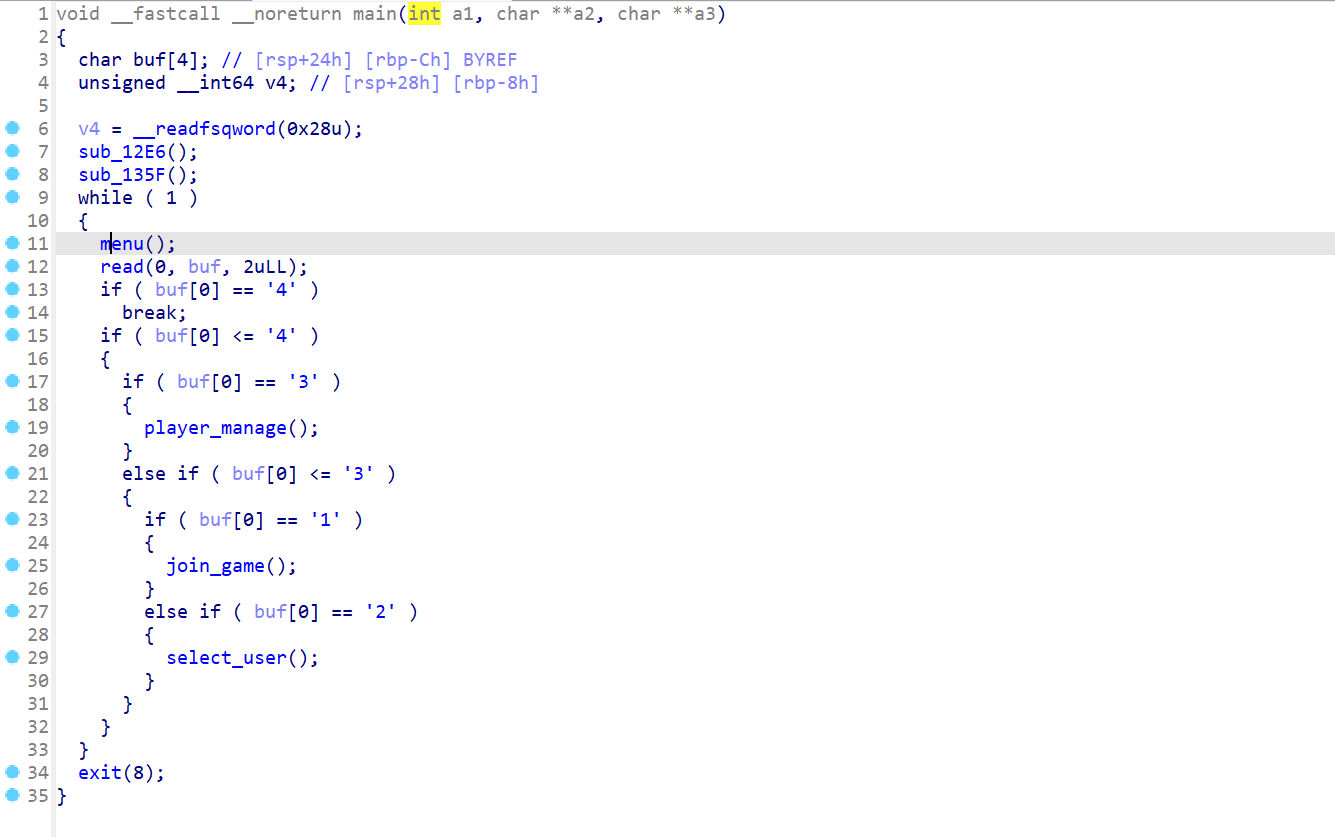 1 void __fastcall __noreturn main(int a1, char **a2, char **a3)
2 {
3   char buf[4]; // [rsp+24h] [rbp-Ch] BYREF
4   unsigned __int64 v4; // [rsp+28h] [rbp-8h]
5
6   v4 = __readfsqword(0x28u);
7   sub_12E6();
8   sub_135F();
9   while ( 1 )
10   {
11     menu();
12     read(0, buf, 2uLL);
13     if ( buf[0] == '4' )
14       break;
15     if ( buf[0] <= '4' )
16     {
17       if ( buf[0] == '3' )
18       {
19         player_manage();
20       }
21       else if ( buf[0] <= '3' )
22       {
23         if ( buf[0] == '1' )
24         {
25           join_game();
26         }
27         else if ( buf[0] == '2' )
28         {
29           select_user();
30         }
31       }
32     }
33   }
34   exit(8);
35 }